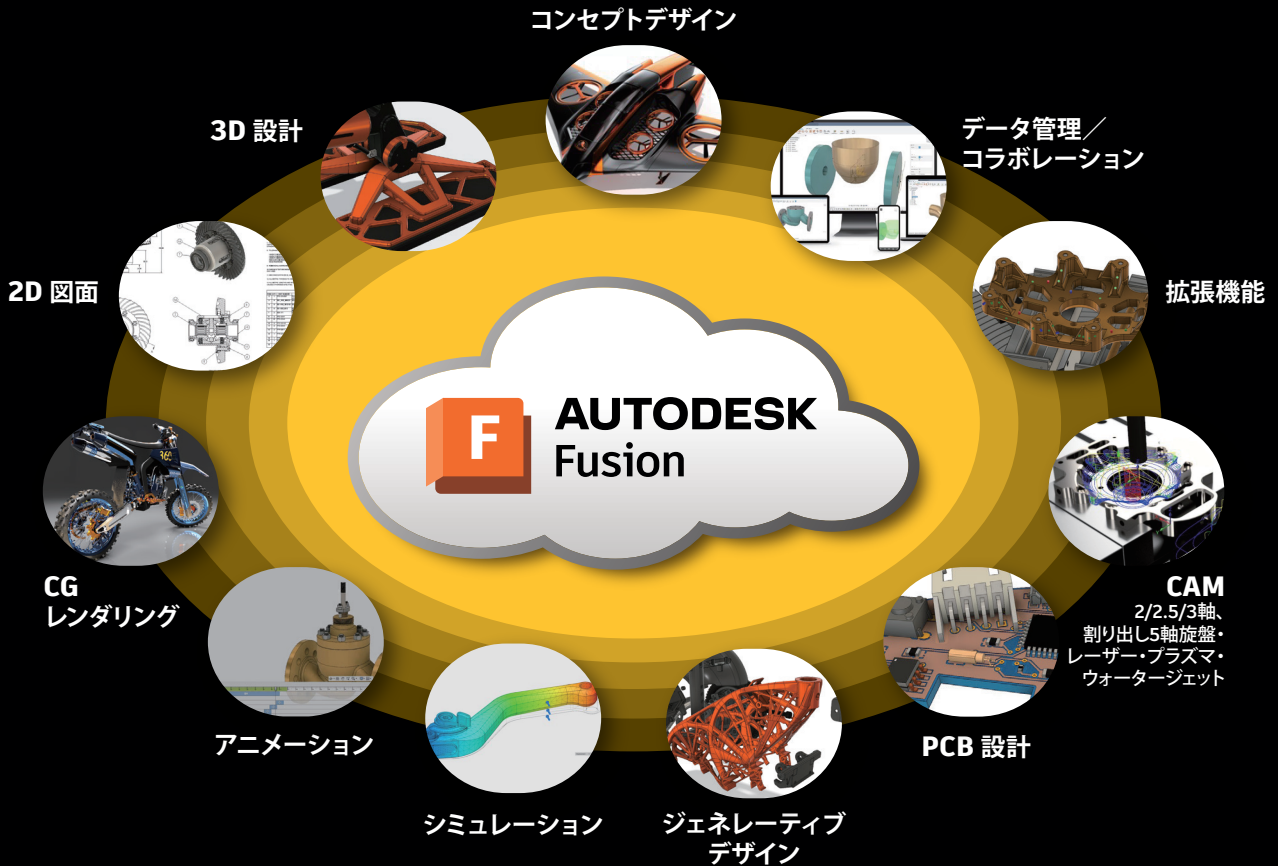 コンセプトデザイン
3D 設計
データ管理／
コラボレーション
2D 図面
拡張機能
F
AUTODESK
Fusion
CG
レンダリング
CAM
2/2.5/3軸、
割り出し5軸旋盤・
レーザー・プラズマ・
ウォータージェット
アニメーション
PCB 設計
シミュレーション
ジェネレーティブ
デザイン